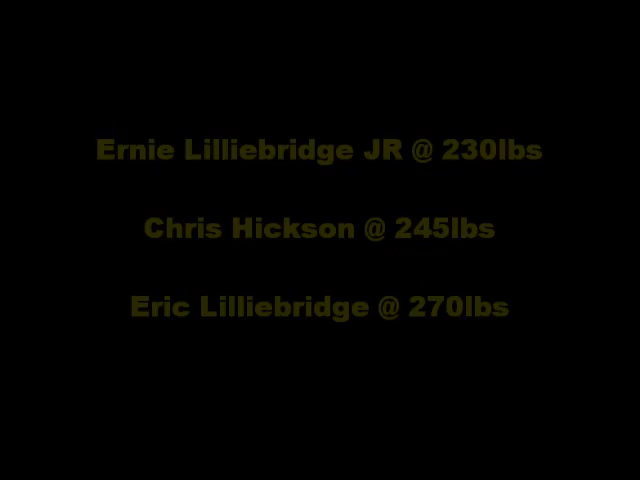 Ernie Lilliebridge JR @ 230lbs
Chris Hickson @ 245lbs
Eric Lilliebridge @ 270lbs